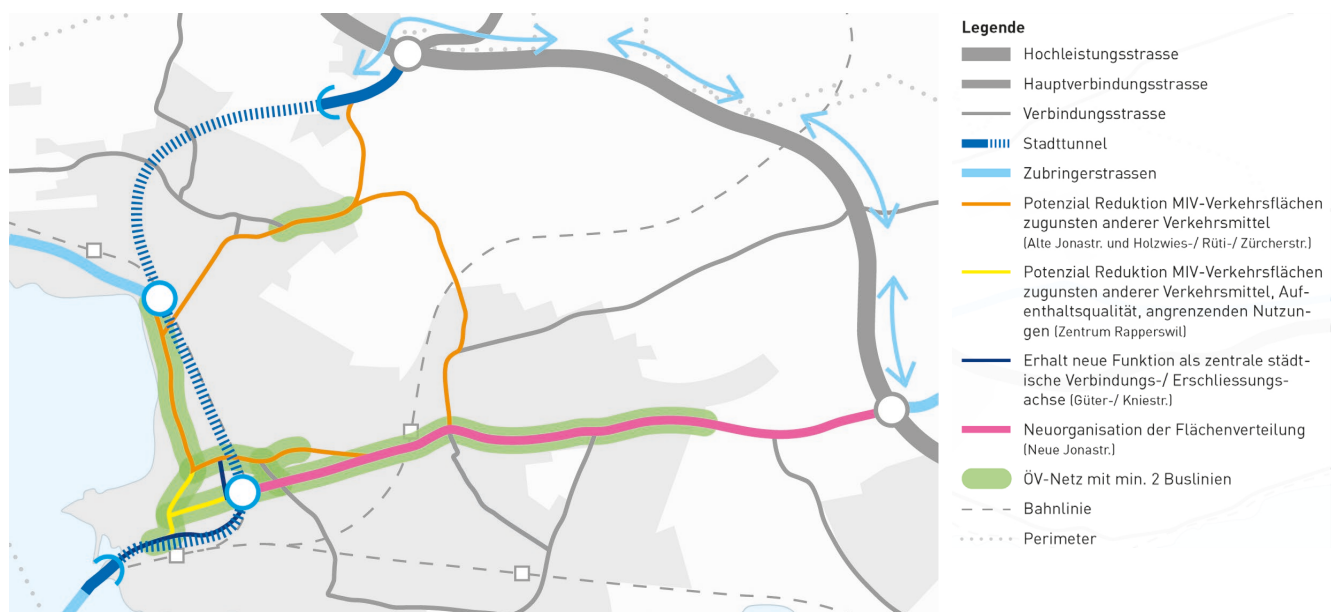 Legende
Hochleistungsstrasse
Hauptverbindungsstrasse
Verbindungsstrasse
Stadttunnel
Zubringerstrassen
Potenzial Reduktion MIV-Verkehrsflächen
zugunsten anderer Verkehrsmittel
(Alte Jonastr. und Holzwies-/ Rüti-/ Zürcherstr.)
Potenzial Reduktion MIV-Verkehrsflächen
zugunsten anderer Verkehrsmittel, Auf-
enthaltsqualität, angrenzenden Nutzun-
gen (Zentrum Rapperswil)
Erhalt neue Funktion als zentrale städt-
ische Verbindungs-/ Erschliessungs-
achse (Güter-/ Kniestr.)
Neuorganisation der Flächenverteilung
(Neue Jonastr.)
ÖV-Netz mit min. 2 Buslinien
Bahnlinie
Perimeter